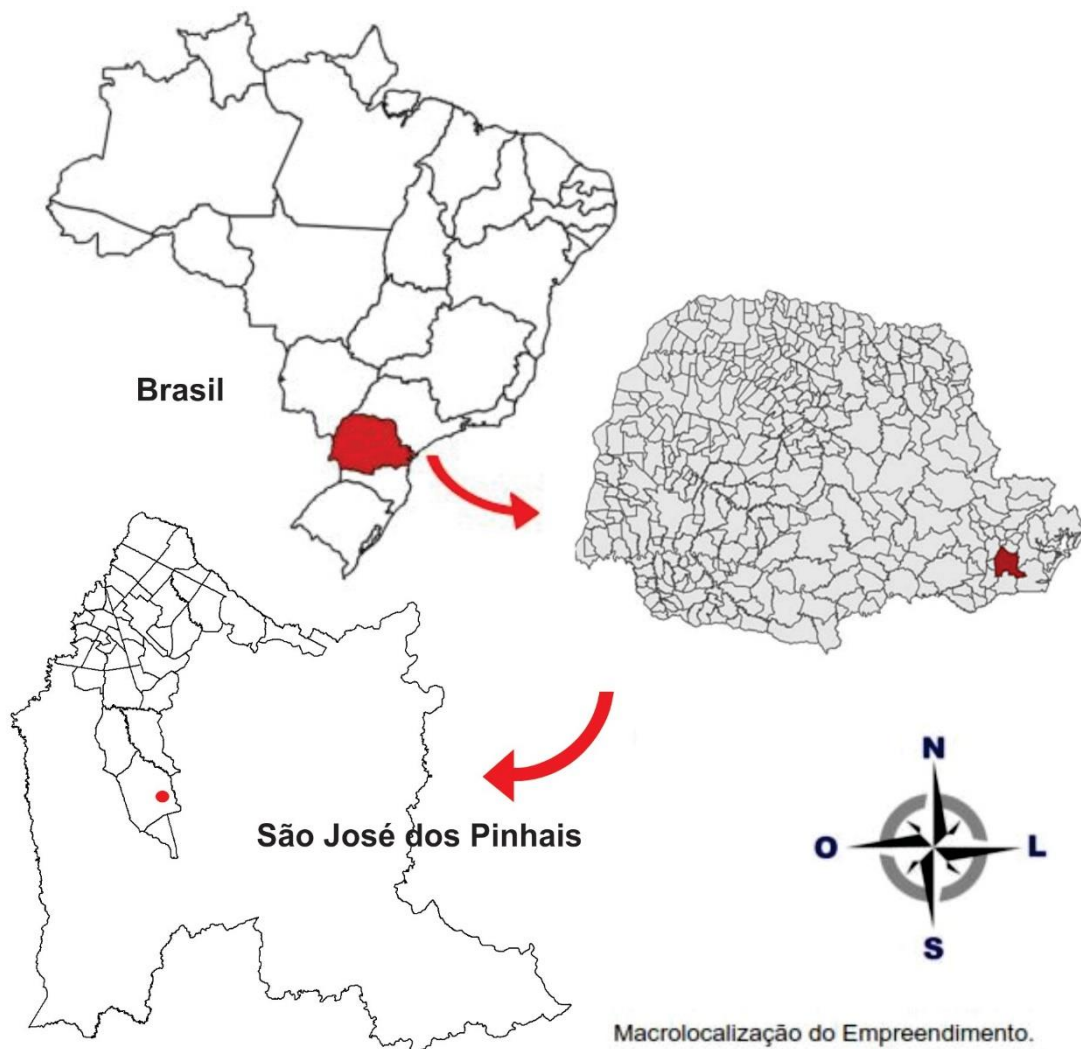 Brasil
São José dos Pinhais
N
O
L
S
Macrolocalização do Empreendimento.